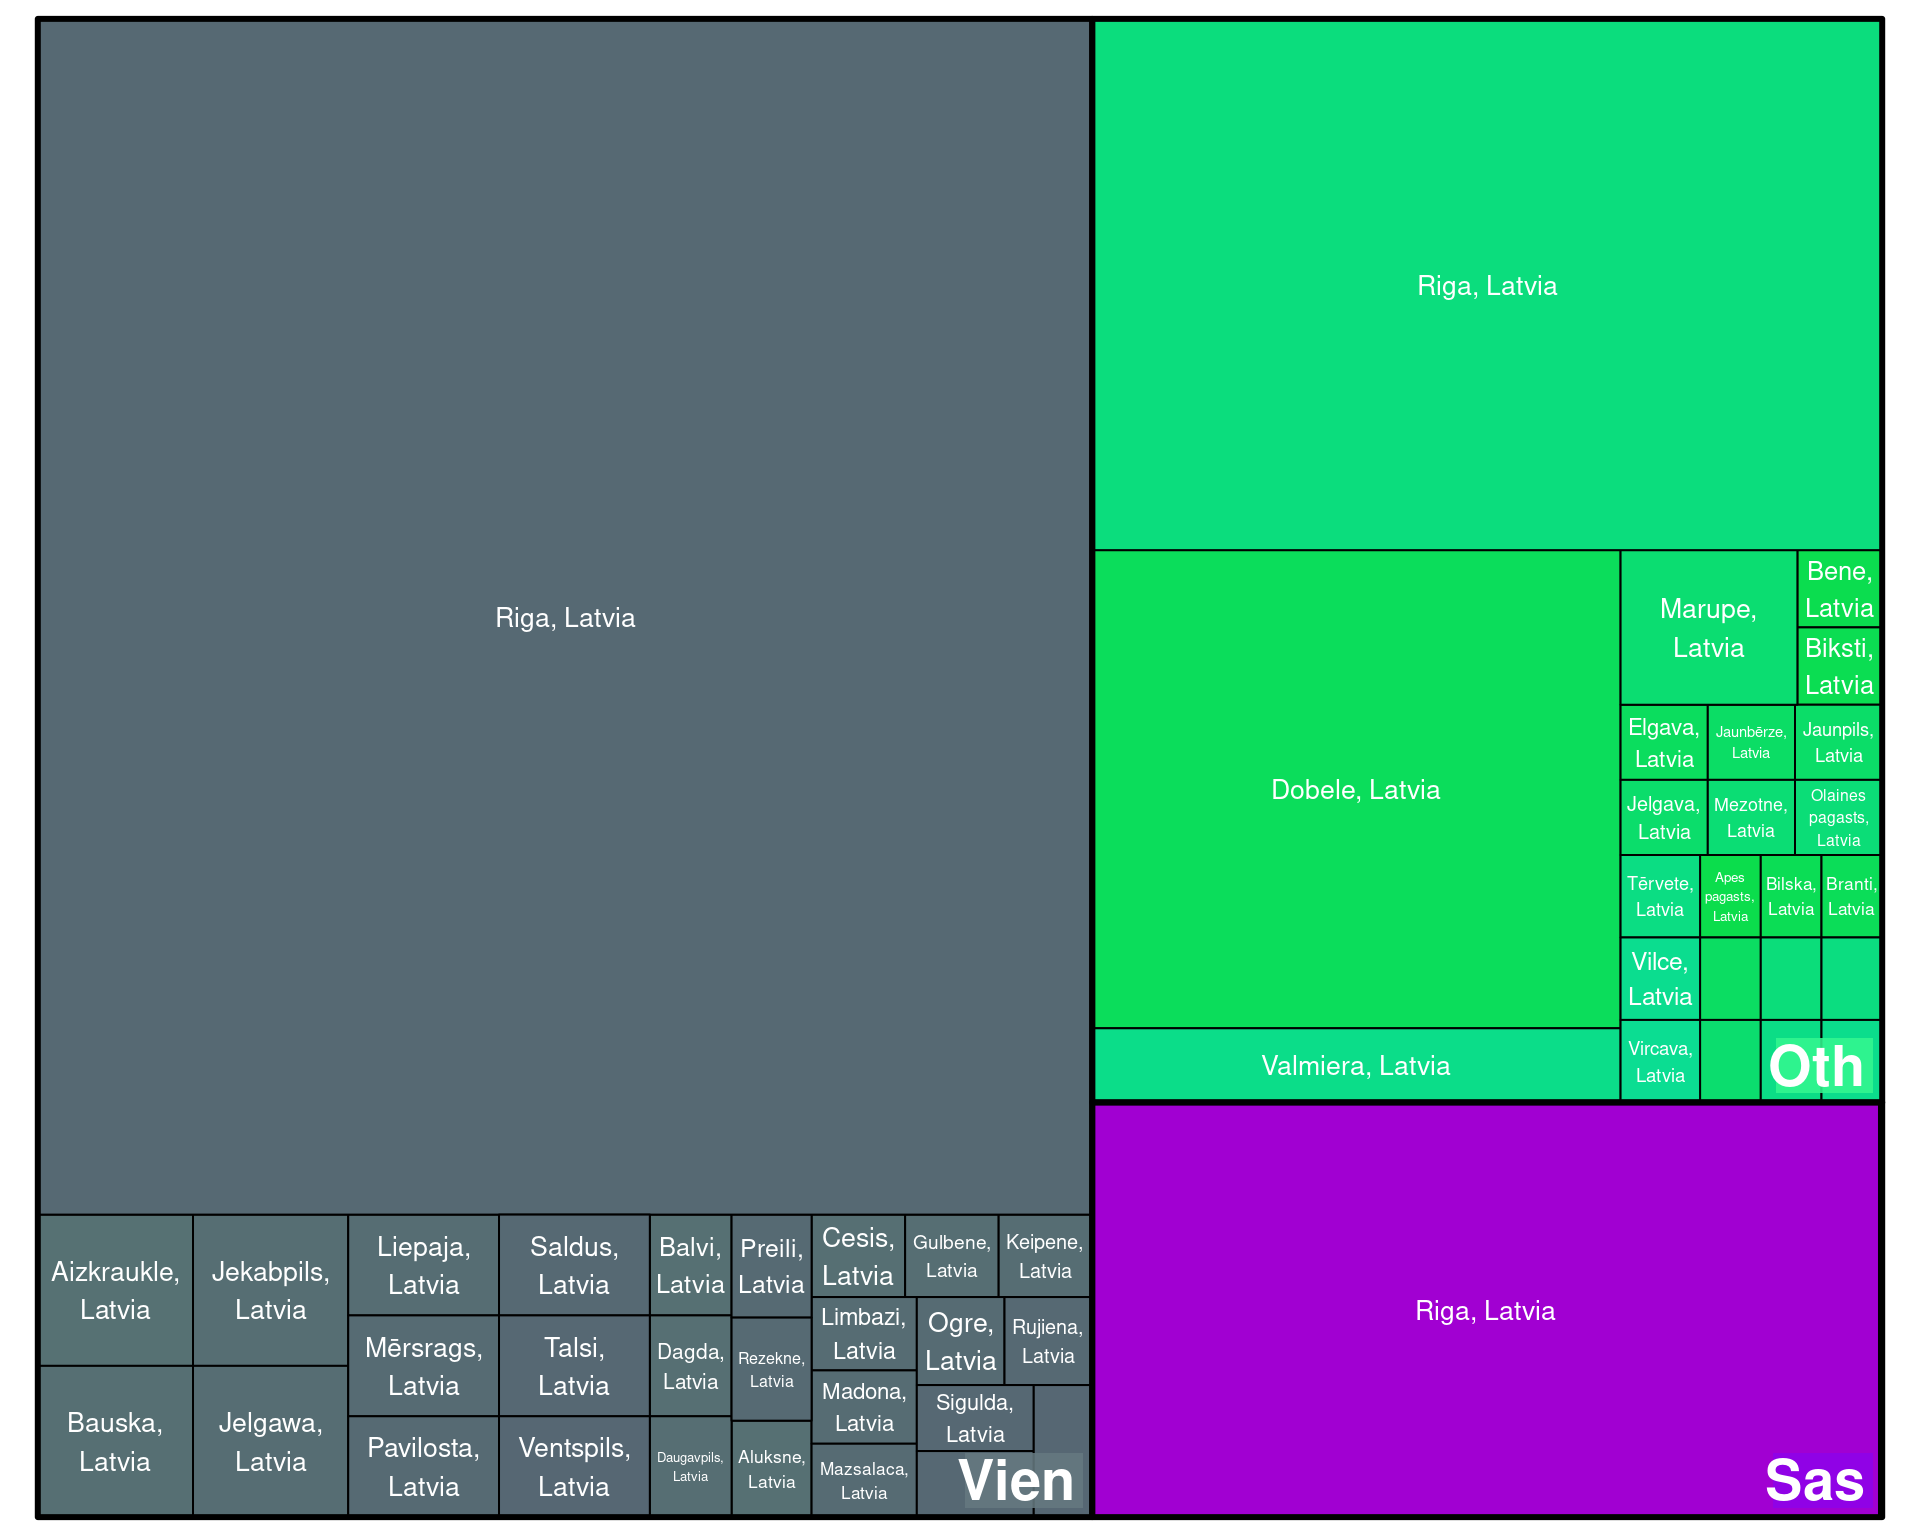 Riga, Latvia
Aizkraukle,
Latvia
Jekabpils,
Latvia
Bauska,
Latvia
Jelgawa,
Latvia
Liepaja,
Latvia
Saldus,
Latvia
Mērsrags,
Latvia
Talsi,
Latvia
Pavilosta,
Latvia
Ventspils,
Latvia
Balvi,
Latvia
Preili,
Latvia
Dagda,
Latvia
Rezekne,
Latvia
Daugavpils,
Latvia
Aluksne,
Latvia
Cesis,
Latvia
Gulbene,
Latvia
Keipene,
Latvia
Limbazi,
Latvia
Ogre,
Latvia
Rujiena,
Latvia
Madona,
Latvia
Sigulda,
Latvia
Mazsalaca,
Latvia
Vien
Riga, Latvia
Dobele, Latvia
Valmiera, Latvia
Marupe,
Latvia
Bene,
Latvia
Biksti,
Latvia
Elgava,
Latvia
Jaunbērze,
Latvia
Jaunpils,
Latvia
Jelgava,
Latvia
Mezotne,
Latvia
Olaines
pagasts,
Latvia
Tērvete,
Latvia
Apes
pagasts,
Latvia
Bilska,
Latvia
Branti,
Latvia
Vilce,
Latvia
Vircava,
Latvia
Oth
Riga, Latvia
Sas